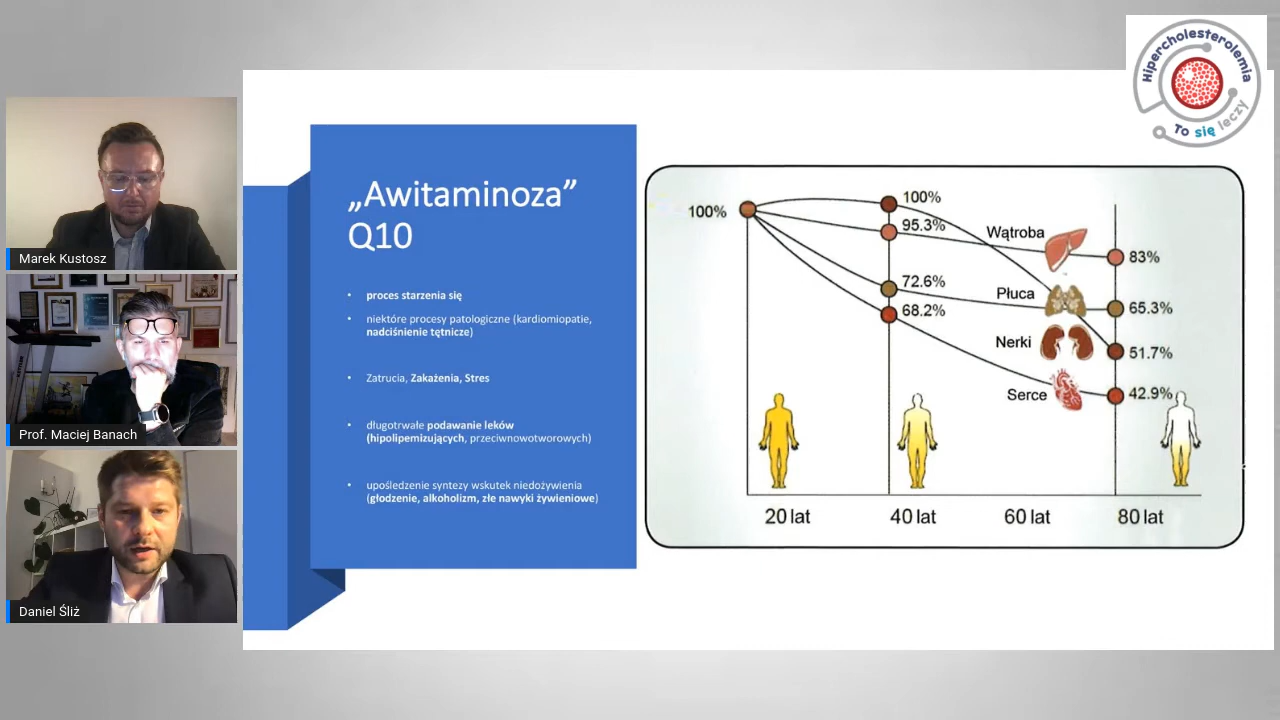 Hipercholesterolemia
To się leczy
Marek Kustosz
Prof. Maciej Banach
Daniel Śliż
„Awitaminoza”
Q10
• proces starzenia się
• niektóre procesy patologiczne (kardiomiopatie,
nadciśnienie tętnicze)
• Zatrucia, Zakażenia, Stres
• długotrwałe podawanie leków
(hipolipemizujących, przeciwnowotworowych)
• upośledzenie syntezy wskutek niedożywienia
(głodzenie, alkoholizm, złe nawyki żywieniowe)
100%
100%
95.3%
72.6%
68.2%
Wątroba
83%
Płuca
65.3%
Nerki
51.7%
Serce
42.9%
20 lat
40 lat
60 lat
80 lat